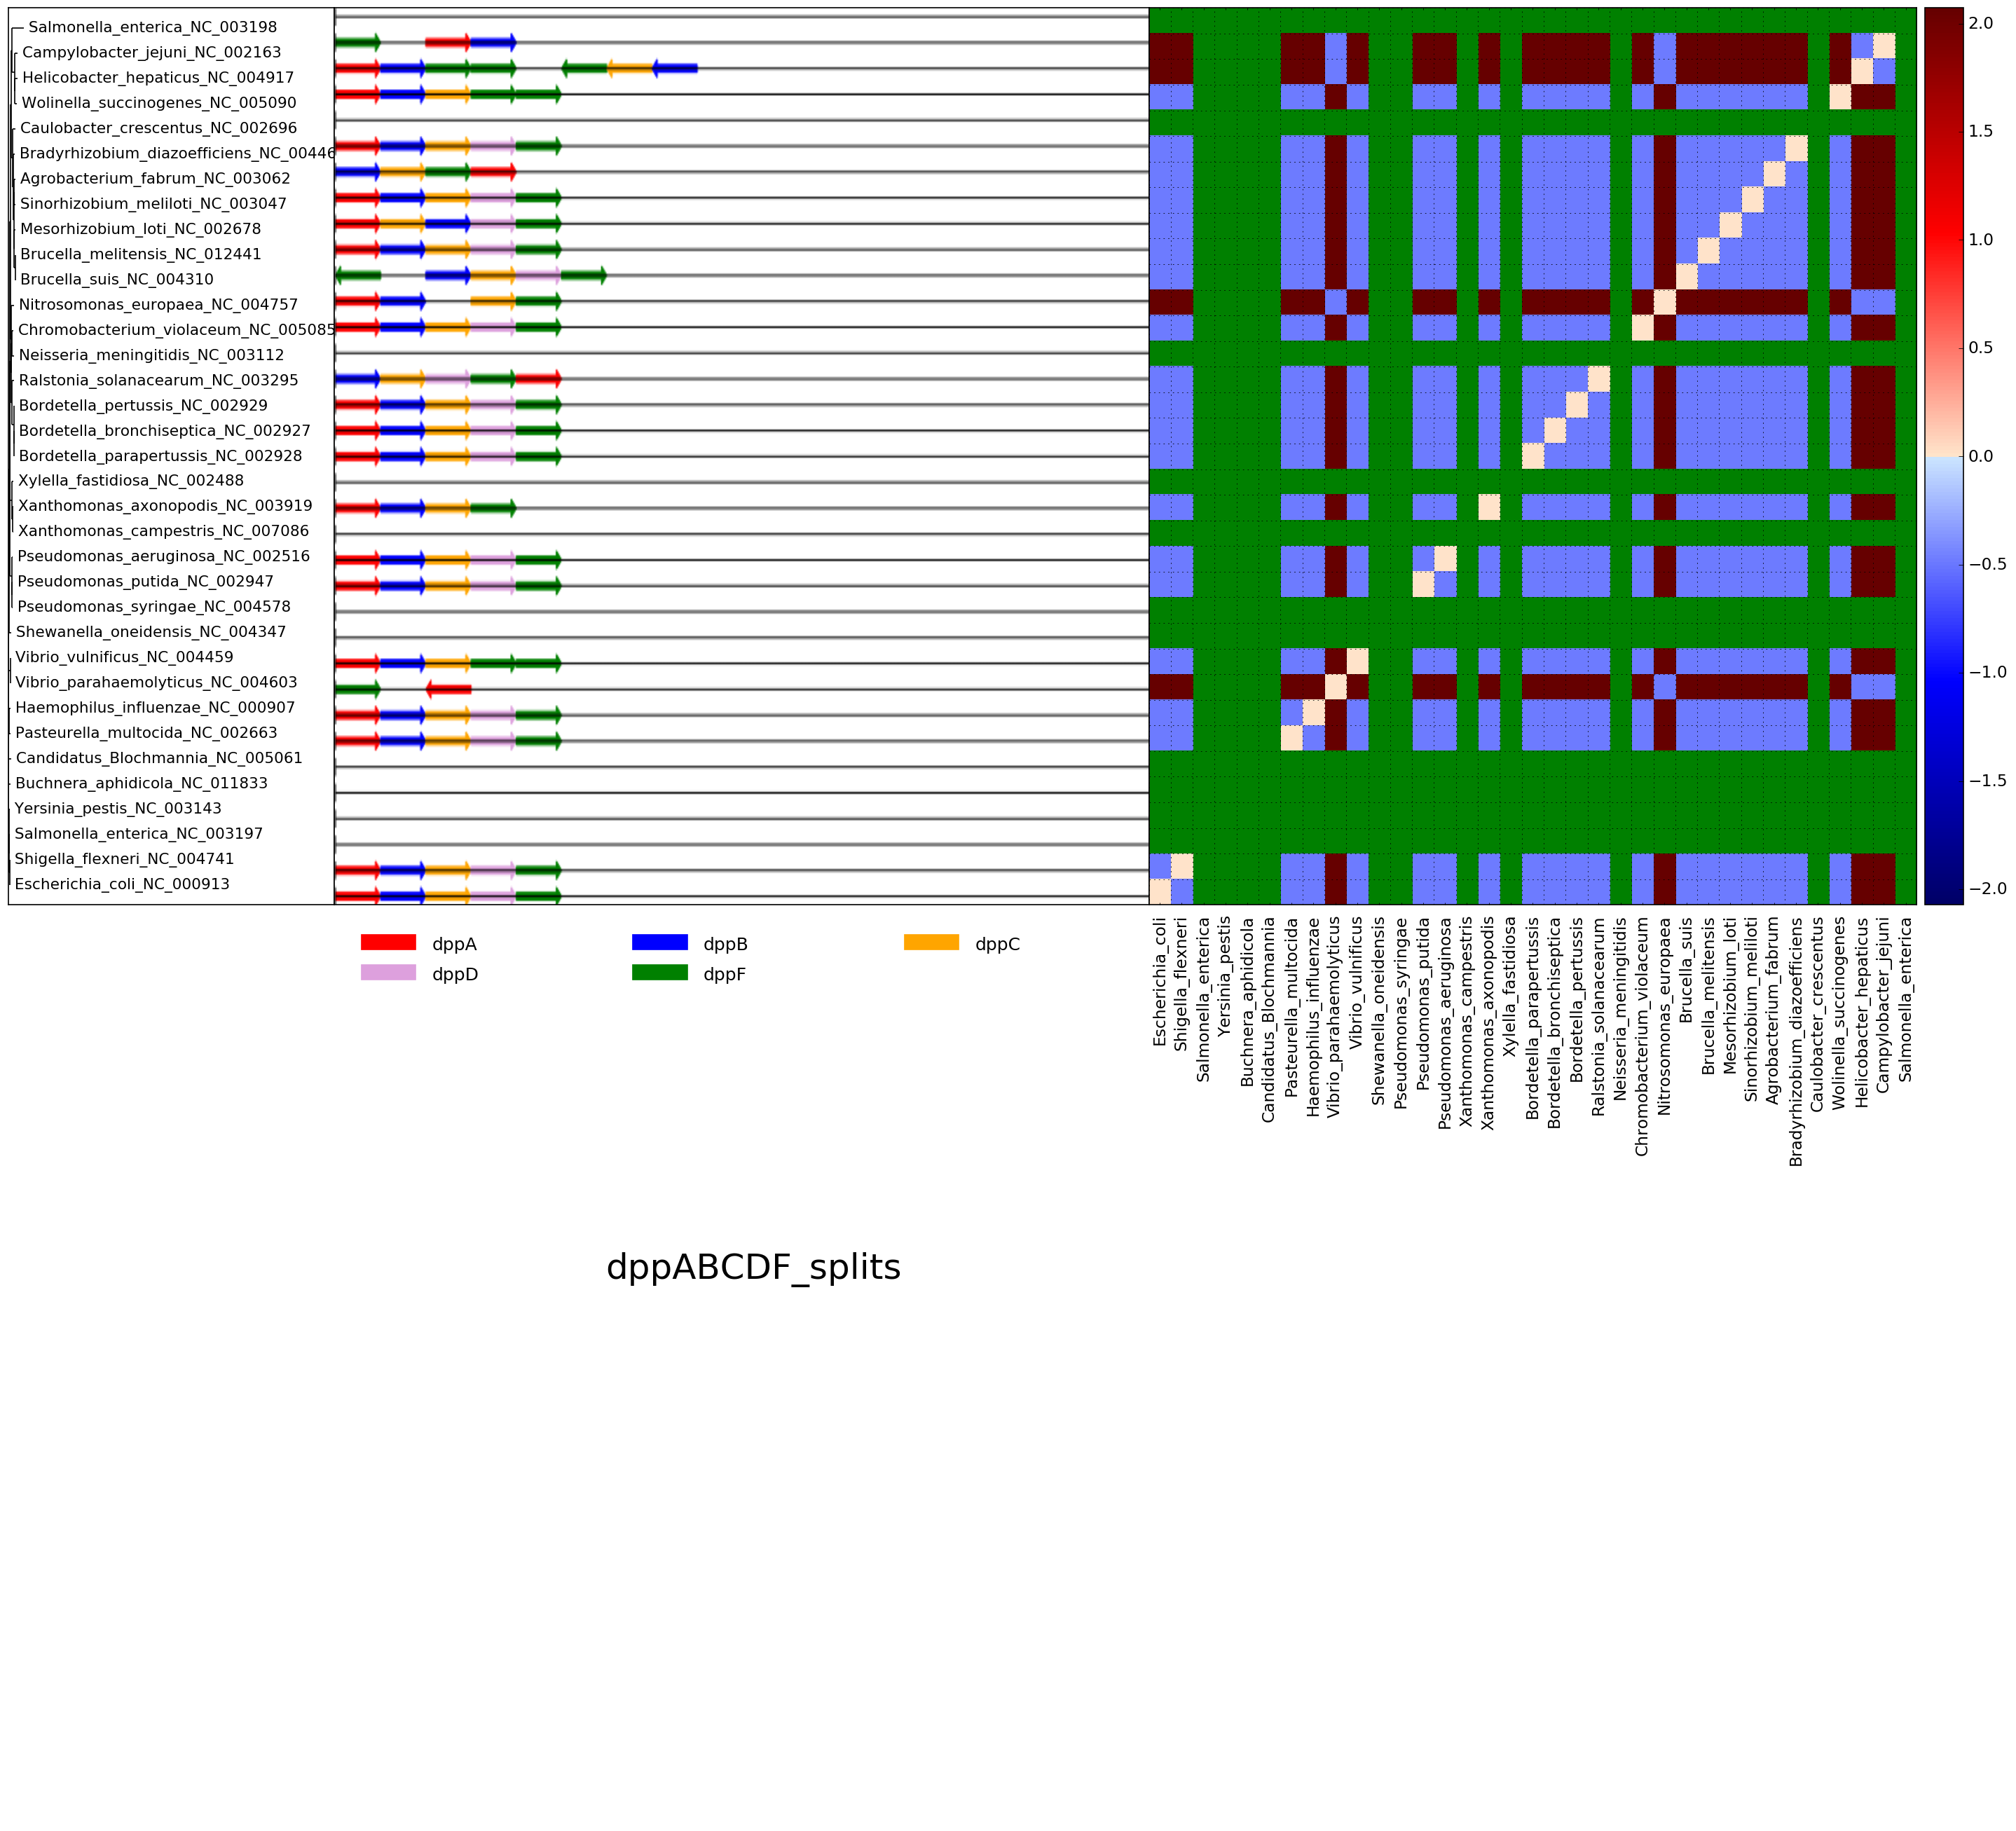 Salmonella_enterica_NC_003198
Campylobacter_jejuni_NC_002163
Helicobacter_hepaticus_NC_004917
Wolinella_succinogenes_NC_005090
Caulobacter_crescentus_NC_002696
Bradyrhizobium_diazoefficiens_NC_00446
Agrobacterium_fabrum_NC_003062
Sinorhizobium_meliloti_NC_003047
Mesorhizobium_loti_NC_002678
Brucella_melitensis_NC_012441
Brucella_suis_NC_004310
Nitrosomonas_europaea_NC_004757
Chromobacterium_violaceum_NC_005085
Neisseria_meningitidis_NC_003112
Ralstonia_solanacearum_NC_003295
Bordetella_pertussis_NC_002929
Bordetella_bronchiseptica_NC_002927
Bordetella_parapertussis_NC_002928
Xylella_fastidiosa_NC_002488
Xanthomonas_axonopodis_NC_003919
Xanthomonas_campestris_NC_007086
Pseudomonas_aeruginosa_NC_002516
Pseudomonas_putida_NC_002947
Pseudomonas_syringae_NC_004578
Shewanella_oneidensis_NC_004347
Vibrio_vulnificus_NC_004459
Vibrio_parahaemolyticus_NC_004603
Haemophilus_influenzae_NC_000907
Pasteurella_multocida_NC_002663
Candidatus_Blochmannia_NC_005061
Buchnera_aphidicola_NC_011833
Yersinia_pestis_NC_003143
Salmonella_enterica_NC_003197
Shigella_flexneri_NC_004741
Escherichia_coli_NC_000913
2.0
1.5
1.0
0.5
0.0
−0.5
−1.0
−1.5
−2.0
Escherichia_coli
Shigella_flexneri
Salmonella_enterica
Yersinia_pestis
Buchnera_aphidicola
Candidatus_Blochmannia
Pasteurella_multocida
Haemophilus_influenzae
Vibrio_parahaemolyticus
Vibrio_vulnificus
Shewanella_oneidensis
Pseudomonas_syringae
Pseudomonas_putida
Pseudomonas_aeruginosa
Xanthomonas_campestris
Xanthomonas_axonopodis
Xylella_fastidiosa
Bordetella_parapertussis
Bordetella_bronchiseptica
Bordetella_pertussis
Ralstonia_solanacearum
Neisseria_meningitidis
Chromobacterium_violaceum
Nitrosomonas_europaea
Brucella_suis
Brucella_melitensis
Mesorhizobium_loti
Sinorhizobium_meliloti
Agrobacterium_fabrum
Bradyrhizobium_diazoefficiens
Caulobacter_crescentus
Wolinella_succinogenes
Helicobacter_hepaticus
Campylobacter_jejuni
Salmonella_enterica
dppA dppB dppC
dppD dppF
dppABCDF_splits